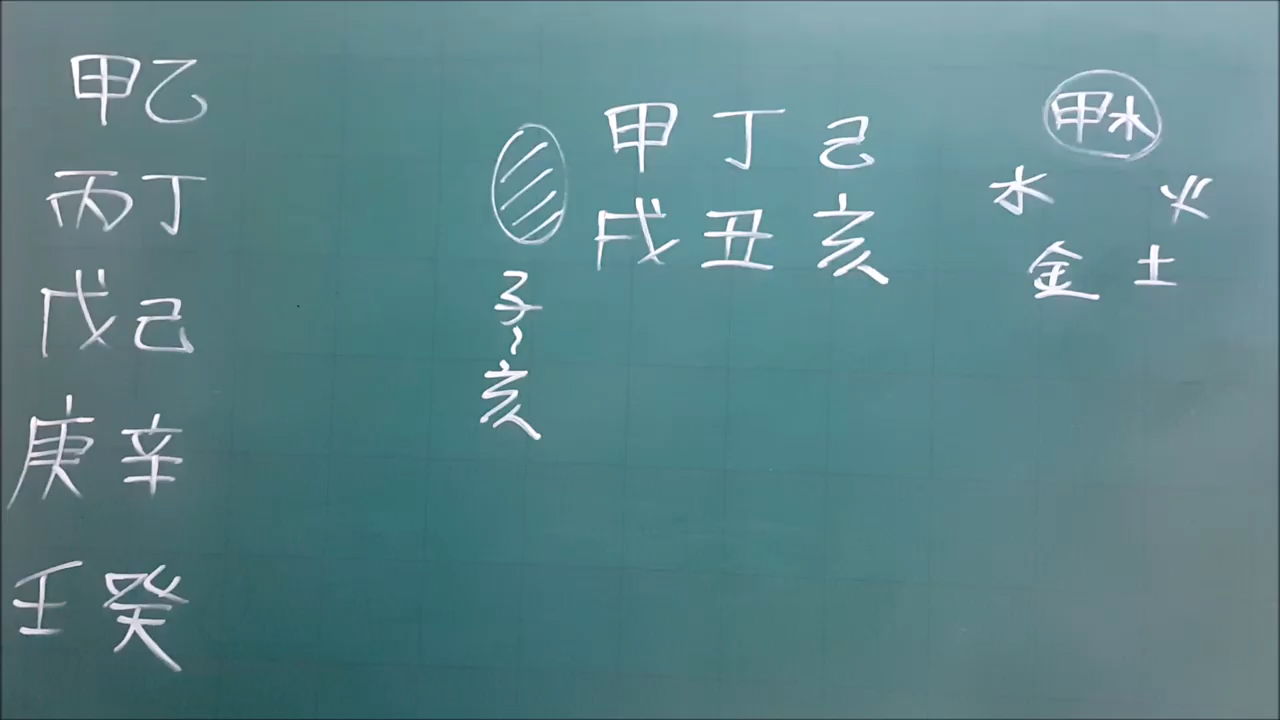 甲乙
丙丁
戊己
庚辛
壬癸
甲丁己
戌丑亥
子
~
亥
甲木
水 火
金 土